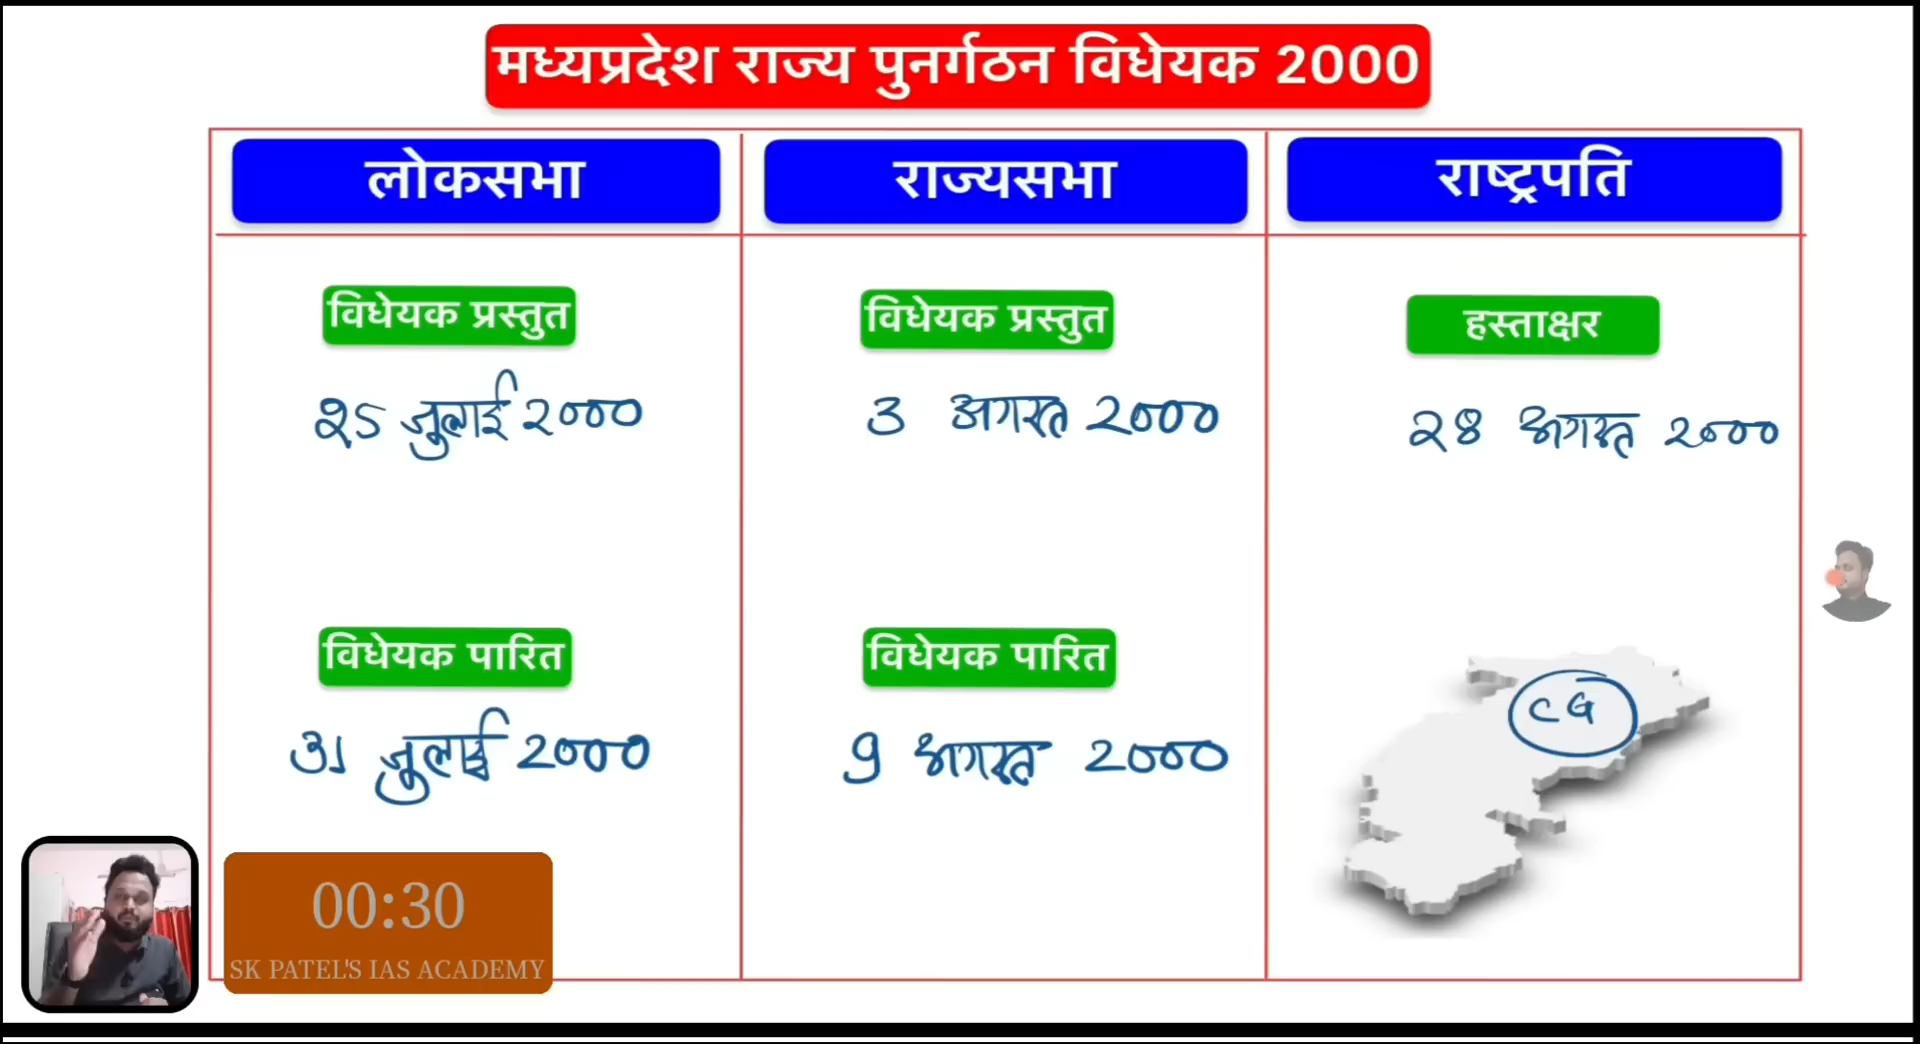 मध्यप्रदेश राज्य पुनर्गठन विधेयक 2000
लोकसभा
राज्यसभा
राष्ट्रपति
विधेयक प्रस्तुत
विधेयक प्रस्तुत
हस्ताक्षर
25 जुलाई 2000
3 अगस्त 2000
28 अगस्त 2000
विधेयक पारित
विधेयक पारित
CG
31 जुलाई 2000
9 अगस्त 2000
00:30
SK PATEL'S IAS ACADEMY